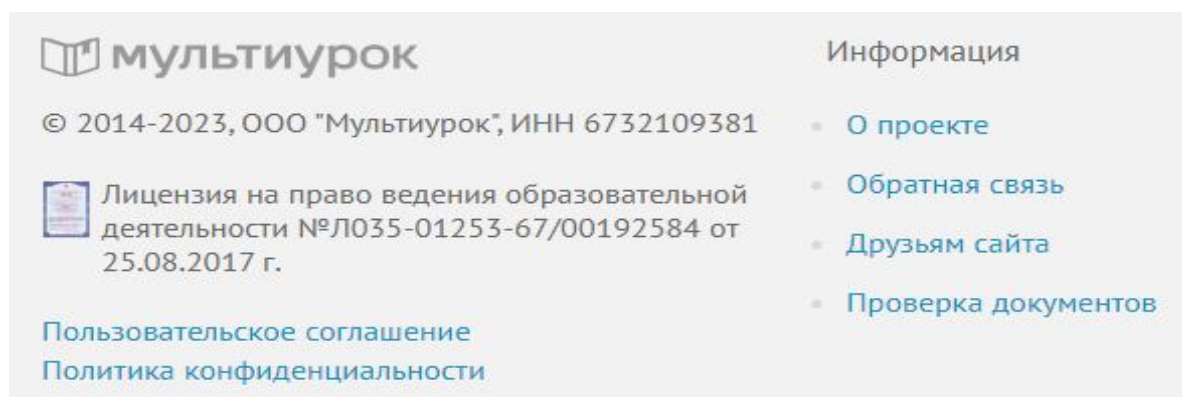 мультиурок
© 2014-2023, ООО "Мультиурок", ИНН 6732109381
Лицензия на право ведения образовательной
деятельности №Л035-01253-67/00192584 от
25.08.2017 г.
Пользовательское соглашение
Политика конфиденциальности
Информация
О проекте
Обратная связь
Друзьям сайта
Проверка документов